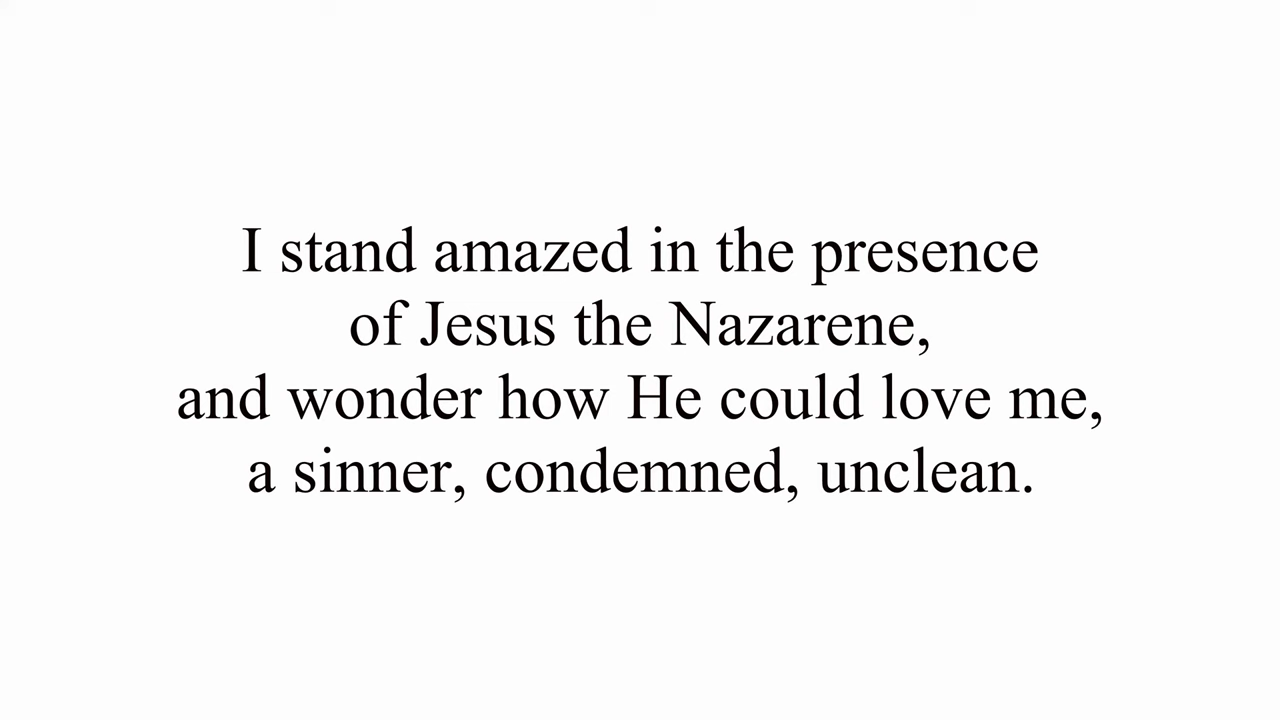 I stand amazed in the presence
of Jesus the Nazarene,
and wonder how He could love me,
a sinner, condemned, unclean.